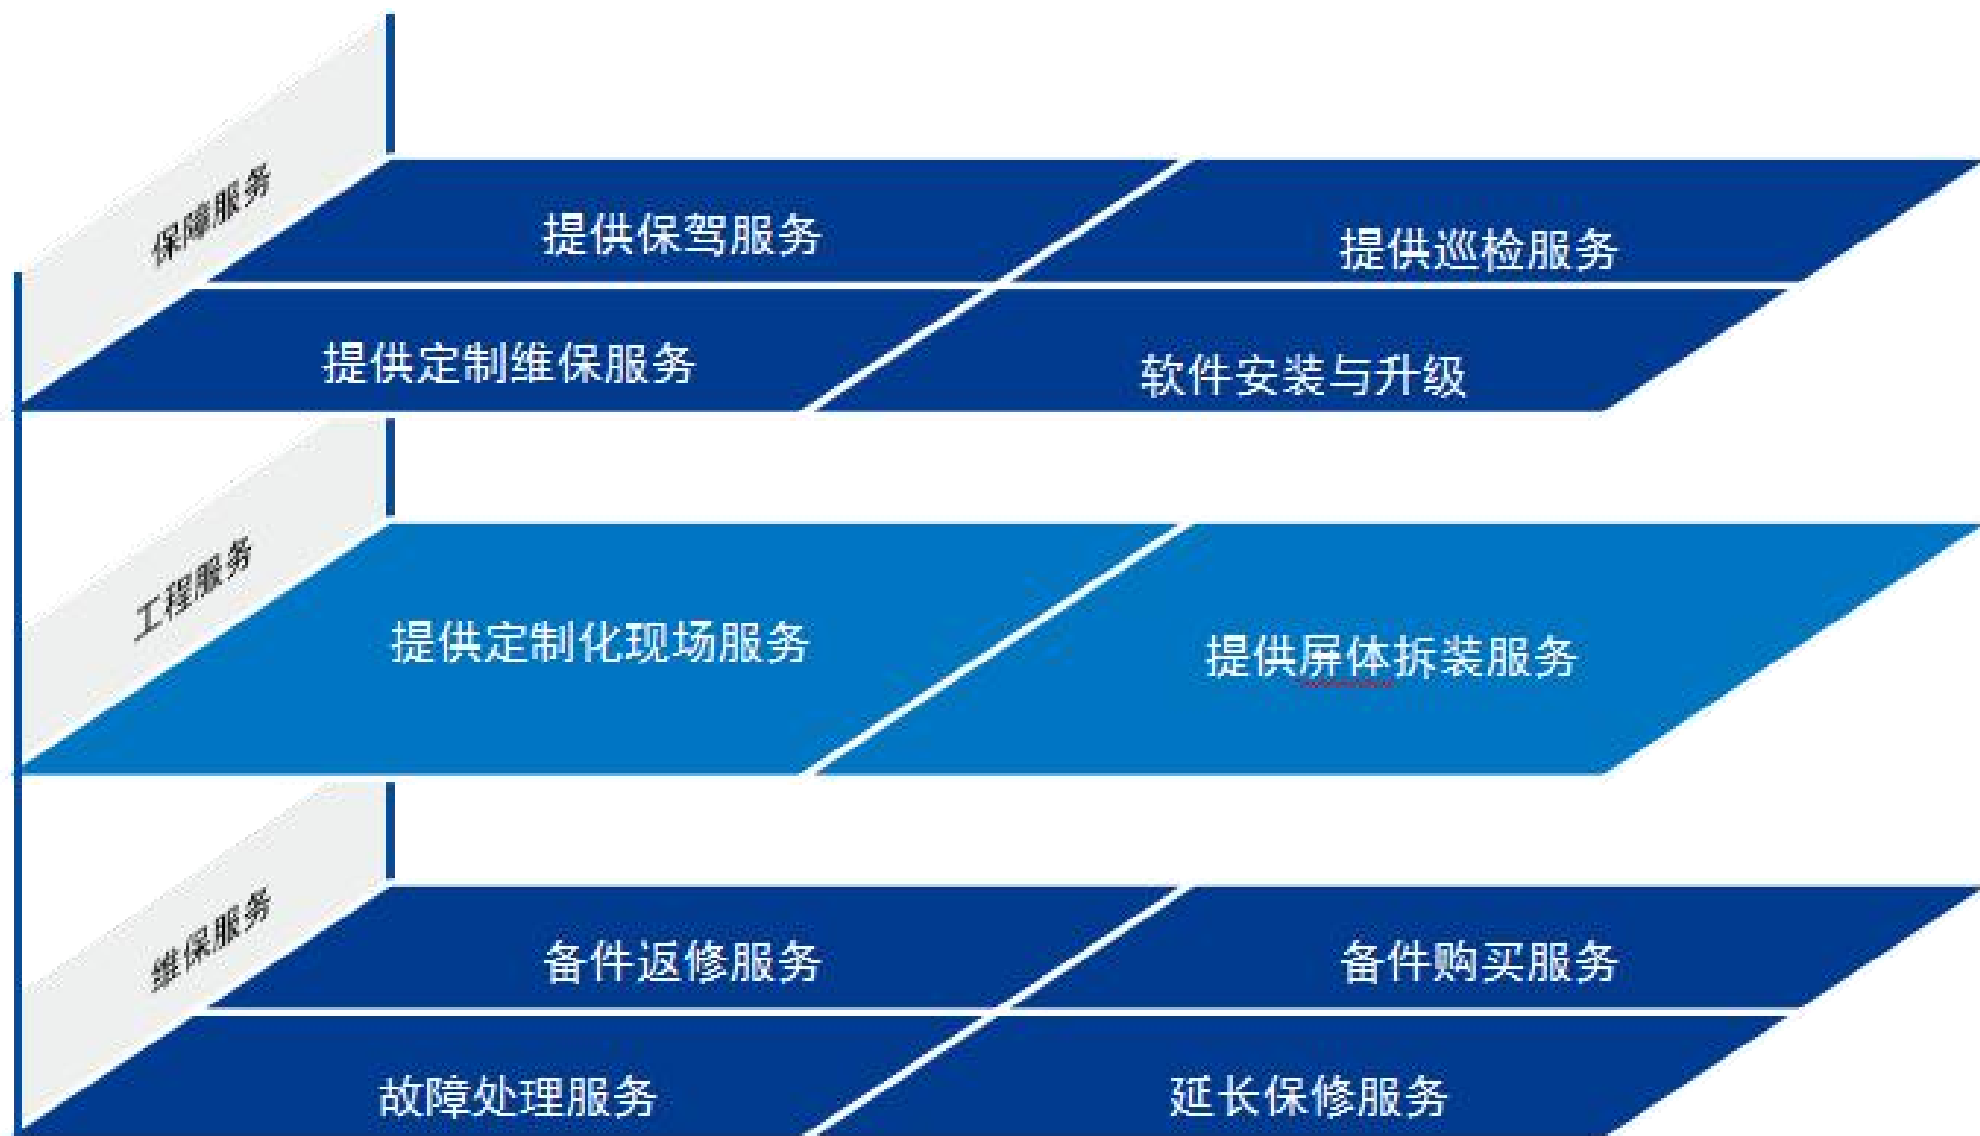 保障服务
提供保驾服务
提供巡检服务
提供定制维保服务
软件安装与升级
工程服务
提供定制化现场服务
提供屏体拆装服务
维保服务
备件返修服务
备件购买服务
故障处理服务
延长保修服务